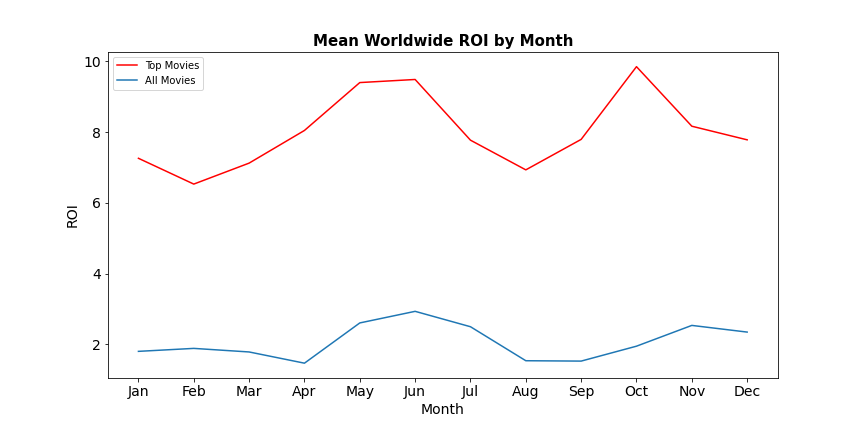 Mean Worldwide ROI by Month
Top Movies
All Movies
10
8
6
4
2
ROI
Jan Feb Mar Apr May Jun Jul Aug Sep Oct Nov Dec
Month